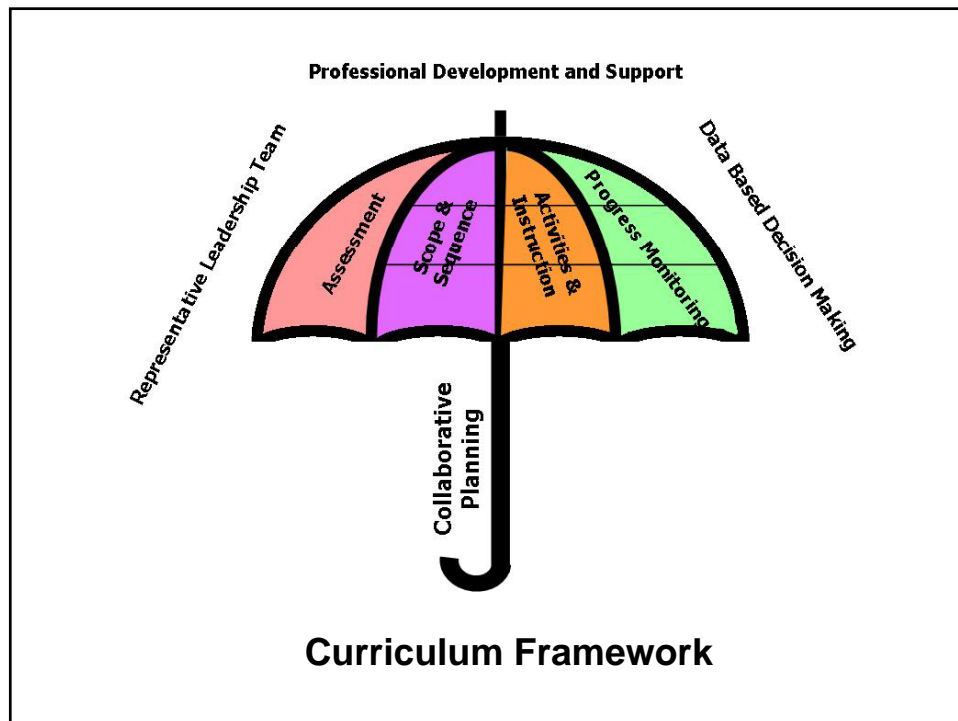 Professional Development and Support
Representative Leadership Team
Data Based Decision Making
Assessment
Scope &
Sequence
Activities &
Instruction
Progress Monitoring
Collaborative
Planning
Curriculum Framework